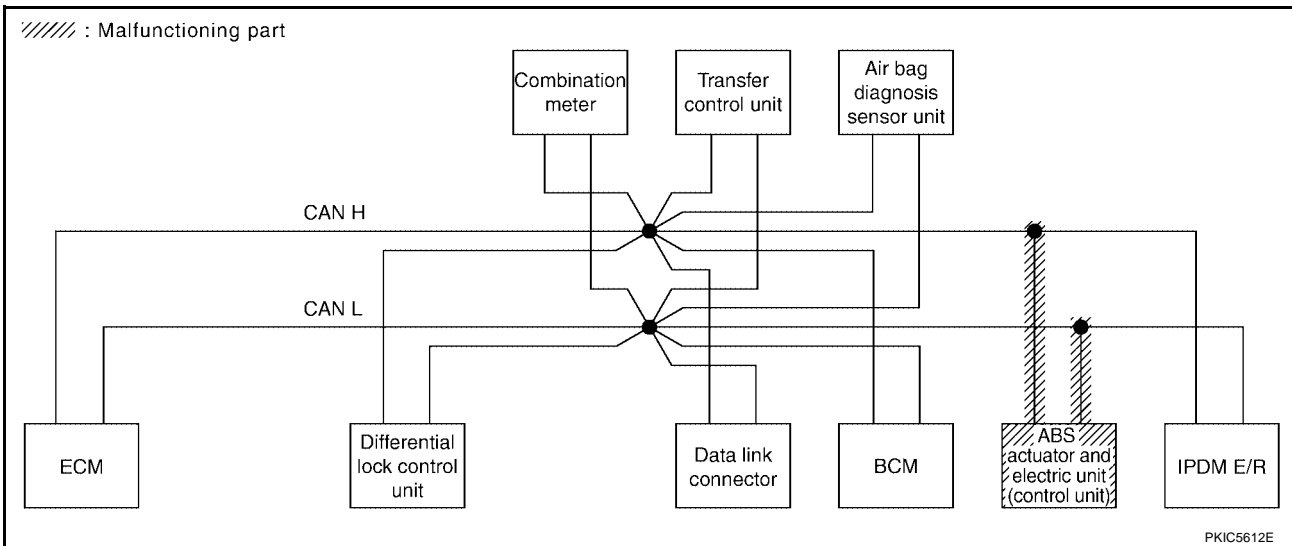 : Malfunctioning part
Combination
meter
Transfer
control unit
Air bag
diagnosis
sensor unit
CAN H
CAN L
ECM
Differential
lock control
unit
Data link
connector
BCM
ABS
actuator and
electric unit
(control unit)
IPDM E/R
PKIC5612E